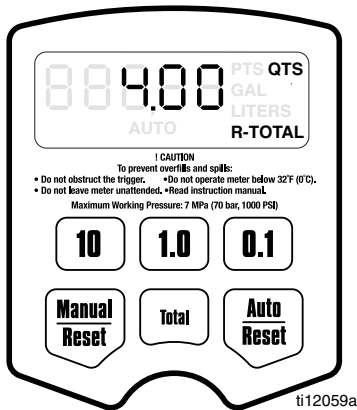 4.00
PTS QTS
GAL
LITERS
AUTO
R-TOTAL
! CAUTION
To prevent overfills and spills:
• Do not obstruct the trigger. •Do not operate meter below 32°F (0°C).
• Do not leave meter unattended. •Read instruction manual.
Maximum Working Pressure: 7 MPa (70 bar, 1000 PSI)
10 1.0 0.1
Manual
Reset
Total
Auto
Reset
ti12059a